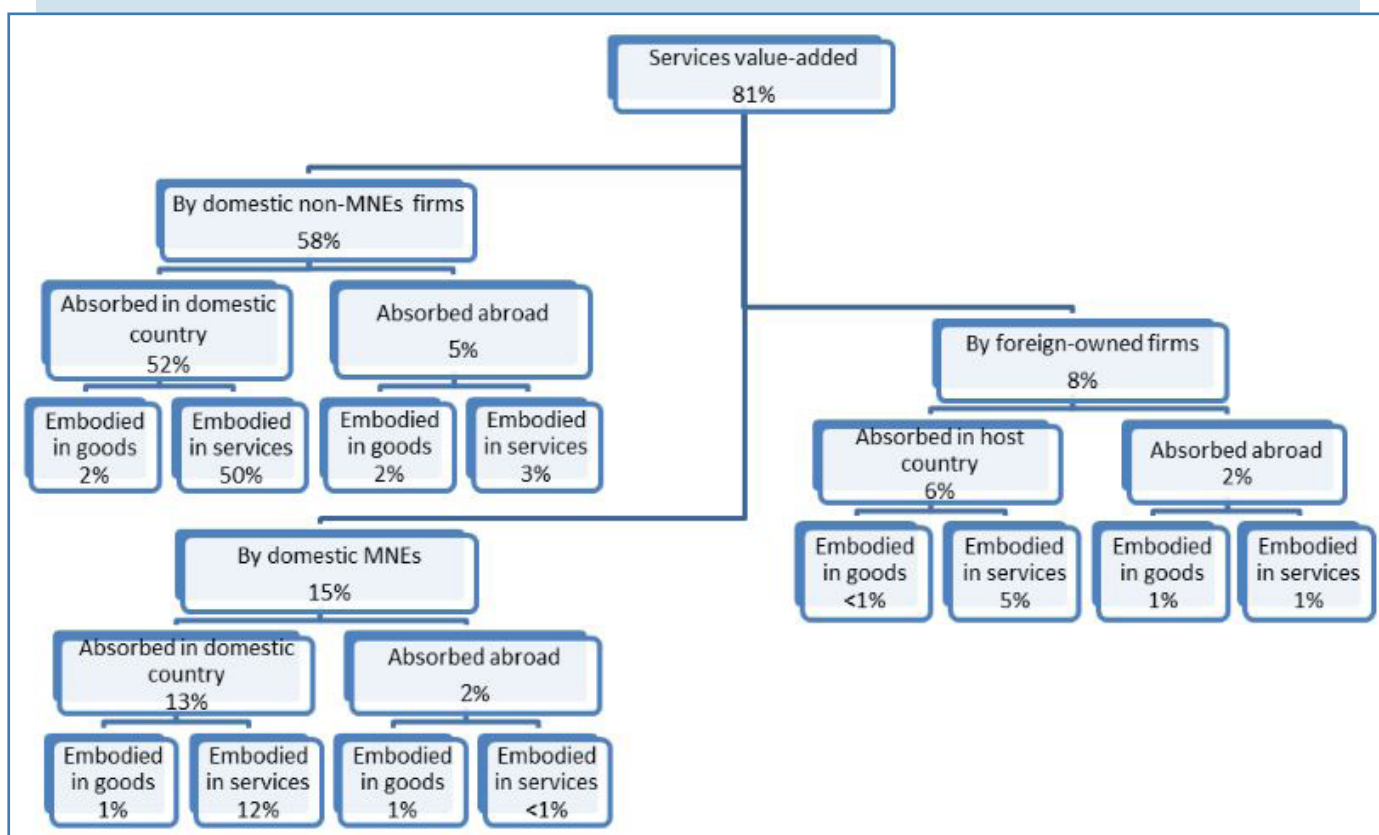 Services value-added
81%
By domestic non-MNEs firms
58%
Absorbed in domestic
country
52%
Embodied
in goods
2%
Embodied
in services
50%
Absorbed abroad
5%
Embodied
in goods
2%
Embodied
in services
3%
By foreign-owned firms
8%
Absorbed in host
country
6%
Embodied
in goods
<1%
Embodied
in services
5%
Absorbed abroad
2%
Embodied
in goods
1%
Embodied
in services
1%
By domestic MNEs
15%
Absorbed in domestic
country
13%
Embodied
in goods
1%
Embodied
in services
12%
Absorbed abroad
2%
Embodied
in goods
1%
Embodied
in services
<1%